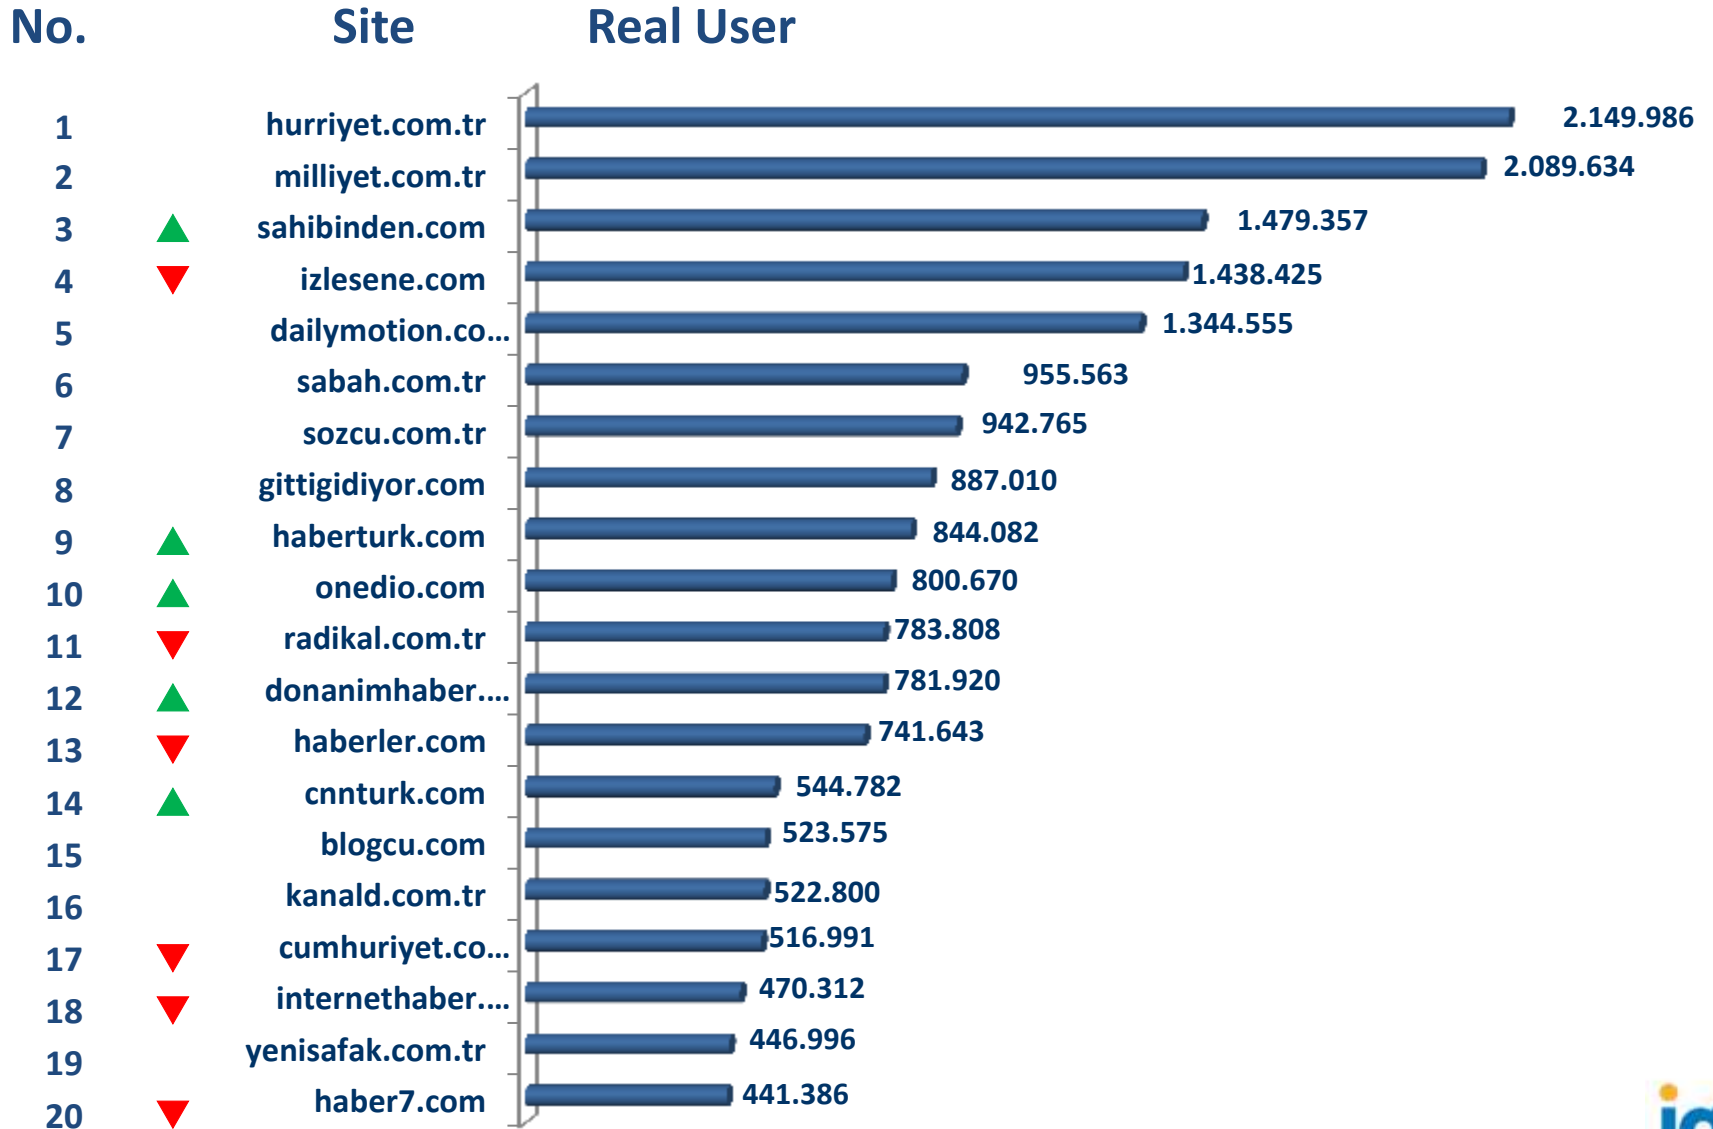 No. Site Real User
1 hurriyet.com.tr 2.149.986
2 milliyet.com.tr 2.089.634
3 sahibinden.com 1.479.357
4 izlesene.com 1.438.425
5 dailymotion.co... 1.344.555
6 sabah.com.tr 955.563
7 sozcu.com.tr 942.765
8 gittigidiyor.com 887.010
9 haberturk.com 844.082
10 onedio.com 800.670
11 radikal.com.tr 783.808
12 donanimhaber.... 781.920
13 haberler.com 741.643
14 cnnturk.com 544.782
15 blogcu.com 523.575
16 kanald.com.tr 522.800
17 cumhuriyet.co... 516.991
18 internethaber.... 470.312
19 yenisafak.com.tr 446.996
20 haber7.com 441.386